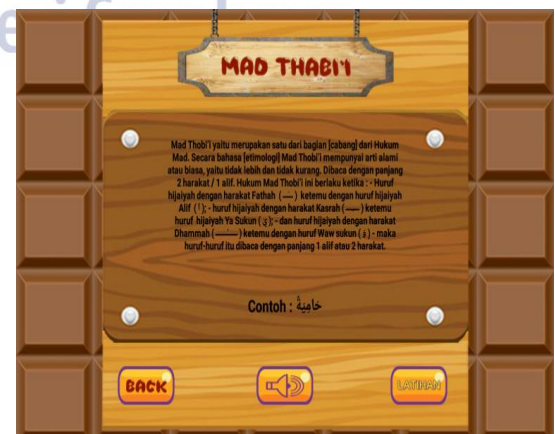 MAD THABI'I
Mad Thobi'i yaitu merupakan satu dari bagian [cabang] dari Hukum
Mad. Secara bahasa [etimologi] Mad Thobi'i mempunyai arti alami
atau biasa, yaitu tidak lebih dan tidak kurang. Dibaca dengan panjang
2 harakat / 1 alif. Hukum Mad Thobi'i ini berlaku ketika : - Huruf
hijaiyah dengan harakat Fathah (—) ketemu dengan huruf hijaiyah
Alif ( ا ); - huruf hijaiyah dengan harakat Kasrah (—) ketemu
huruf hijaiyah Ya Sukun ( يْ ); - dan huruf hijaiyah dengan harakat
Dhammah (—) ketemu dengan huruf Waw sukun ( وْ ) - maka
huruf-huruf itu dibaca dengan panjang 1 alif atau 2 harakat.
Contoh : حَامِيَةٌ
BACK
LATIHAN